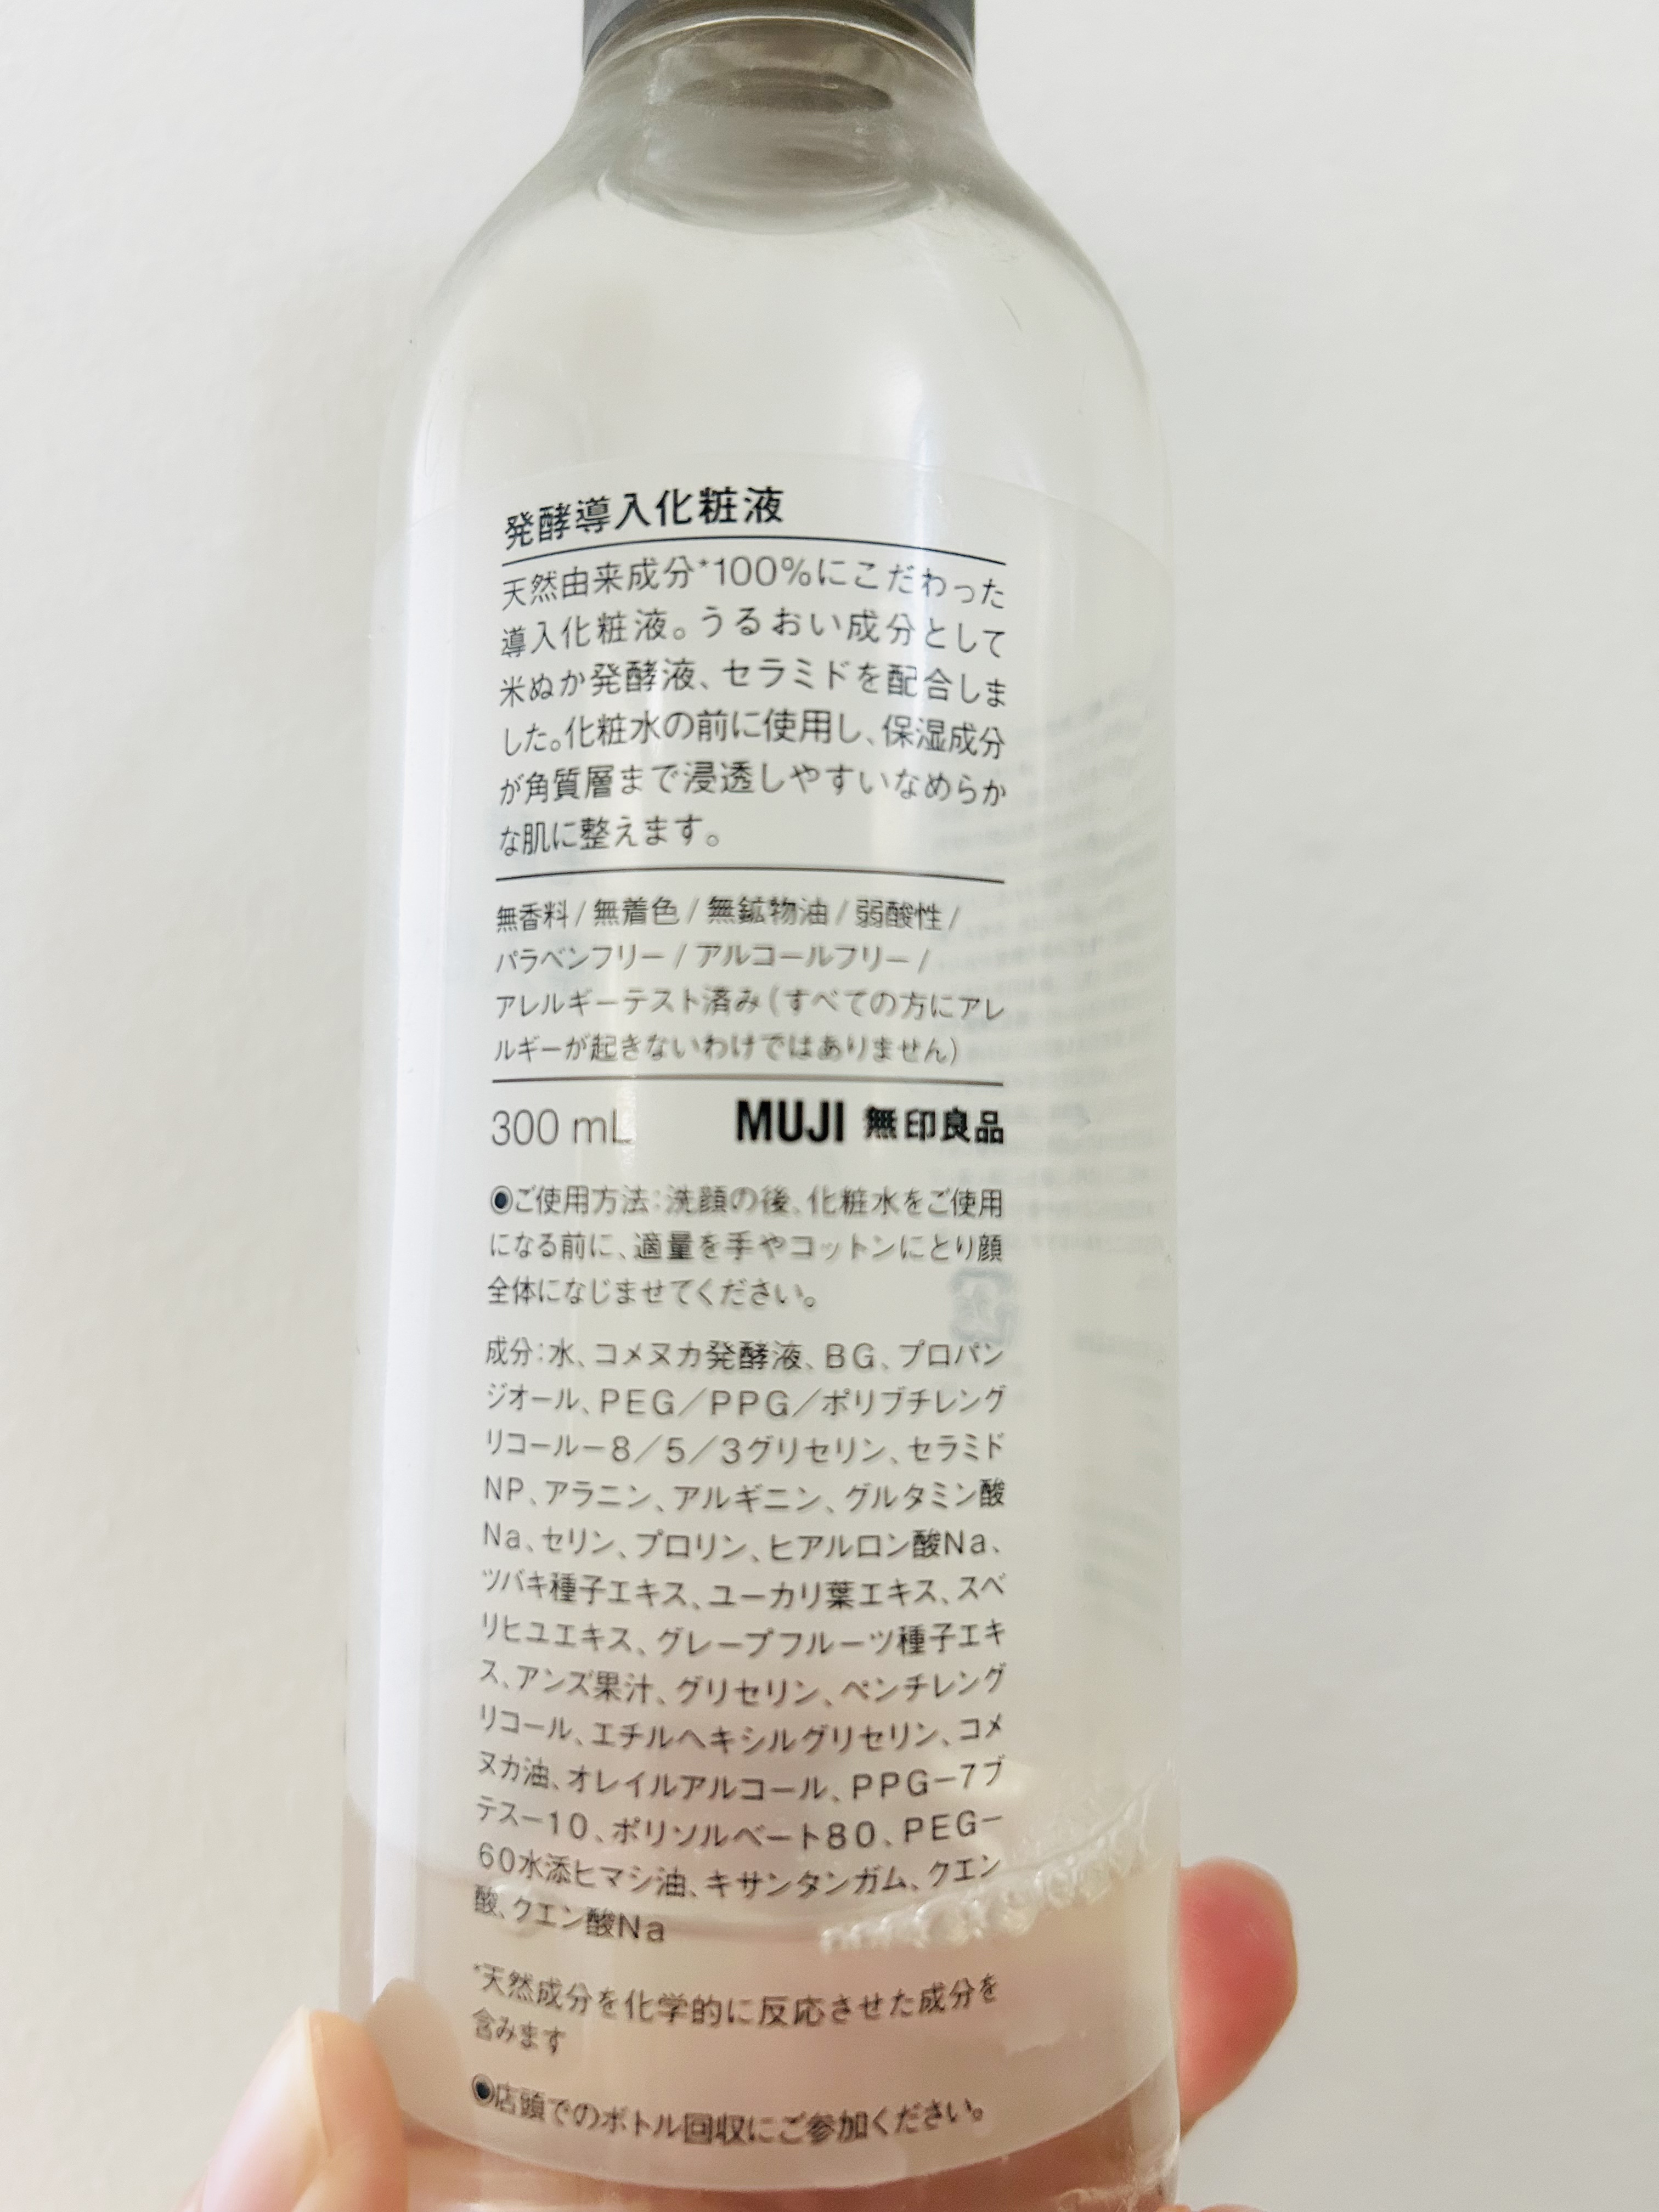 発酵導入化粧液
天然由来成分*100%にこだわった
導入化粧液。うるおい成分として
米ぬか発酵液、セラミドを配合しま
した。化粧水の前に使用し、保湿成分
が角質層まで浸透しやすいなめらか
な肌に整えます。
無香料/無着色/無鉱物油/弱酸性/
パラベンフリー/アルコールフリー/
アレルギーテスト済み(すべての方にアレ
ルギーが起きないわけではありません)
300 mL MUJI 無印良品
◉ご使用方法:洗顔の後、化粧水をご使用
になる前に、適量を手やコットンにとり顔
全体になじませてください。
成分:水、コメヌカ発酵液、BG、プロパン
ジオール、PEG/PPG/ポリブチレング
リコール-8/5/3グリセリン、セラミド
NP、アラニン、アルギニン、グルタミン酸
Na、セリン、プロリン、ヒアルロン酸Na、
ツバキ種子エキス、ユーカリ葉エキス、スベ
リヒユエキス、グレープフルーツ種子エキ
ス、アンズ果汁、グリセリン、ペンチレング
リコール、エチルヘキシルグリセリン、コメ
ヌカ油、オレイルアルコール、PPG-7ブ
テス-10、ポリソルベート80、PEG-
60水添ヒマシ油、キサンタンガム、クエン
酸、クエン酸Na
*天然成分を化学的に反応させた成分を
含みます
◉店頭でのボトル回収にご参加ください。